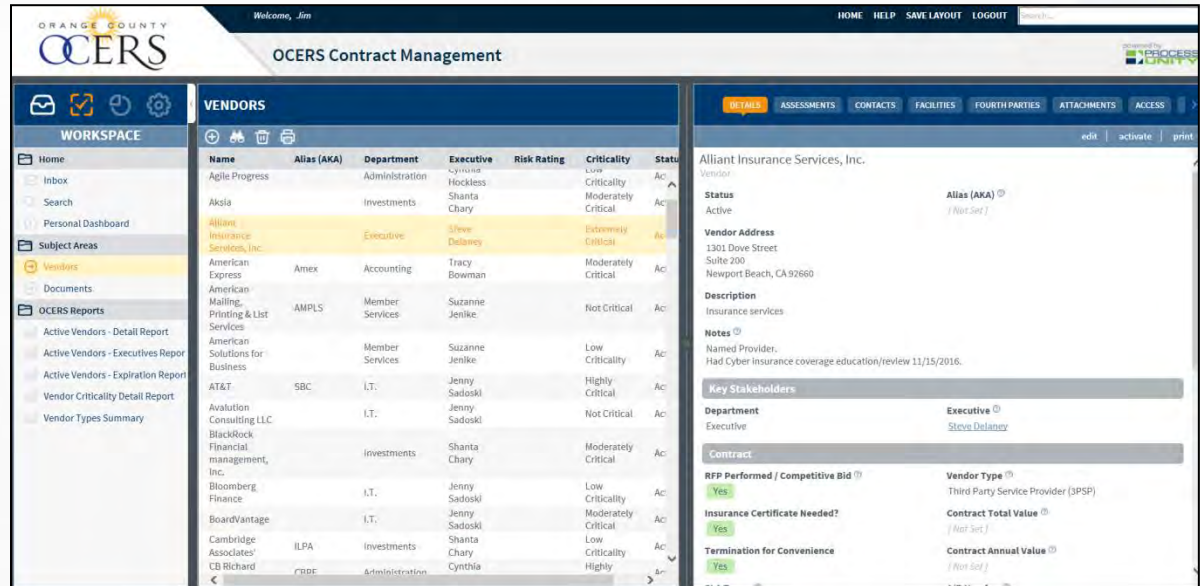 ORANGE COUNTY
OCERS
Welcome, Jim
HOME HELP SAVE LAYOUT LOGOUT Search...
OCERS Contract Management
powered by
PROCESS
UNITY
WORKSPACE
Home
Inbox
Search
Personal Dashboard
Subject Areas
Vendors
Documents
OCERS Reports
Active Vendors - Detail Report
Active Vendors - Executives Repor
Active Vendors - Expiration Report
Vendor Criticality Detail Report
Vendor Types Summary
VENDORS
Name Alias (AKA) Department Executive Risk Rating Criticality Statu
Agile Progress Administration Cynthia Hockless Low Criticality Ac
Aksia Investments Shanta Chary Moderately Critical Ac
Alliant Insurance Services, Inc. Executive Steve Delaney Extremely Critical Ac
American Express Amex Accounting Tracy Bowman Moderately Critical Ac
American Mailing, Printing & List Services AMPLS Member Services Suzanne Jenike Not Critical Ac
American Solutions for Business Member Services Suzanne Jenike Low Criticality Ac
AT&T SBC I.T. Jenny Sadoski Highly Critical Ac
Avalution Consulting LLC I.T. Jenny Sadoski Not Critical Ac
BlackRock Financial management, Inc. Investments Shanta Chary Moderately Critical Ac
Bloomberg Finance I.T. Jenny Sadoski Low Criticality Ac
BoardVantage I.T. Jenny Sadoski Moderately Critical Ac
Cambridge Associates' ILPA Investments Shanta Chary Low Criticality Ac
CB Richard CBRE Administration Cynthia Highly Ac
DETAILS ASSESSMENTS CONTACTS FACILITIES FOURTH PARTIES ATTACHMENTS ACCESS
edit | activate | print
Alliant Insurance Services, Inc.
Vendor
Status Alias (AKA)
Active [ Not Set ]
Vendor Address
1301 Dove Street
Suite 200
Newport Beach, CA 92660
Description
Insurance services
Notes
Named Provider.
Had Cyber insurance coverage education/review 11/15/2016.
Key Stakeholders
Department Executive
Executive Steve Delaney
Contract
RFP Performed / Competitive Bid Vendor Type
Yes Third Party Service Provider (3PSP)
Insurance Certificate Needed? Contract Total Value
Yes [ Not Set ]
Termination for Convenience Contract Annual Value
Yes [ Not Set ]